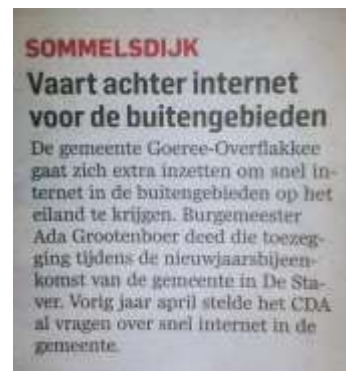 SOMMELSDIJK
Vaart achter internet
voor de buitengebieden
De gemeente Goeree-Overflakkee
gaat zich extra inzetten om snel in-
ternet in de buitengebieden op het
eiland te krijgen. Burgemeester
Ada Grootenboer deed die toezeg-
ging tijdens de nieuwjaarsbijeen-
komst van de gemeente in De Sta-
ver. Vorig jaar april stelde het CDA
al vragen over snel internet in de
gemeente.